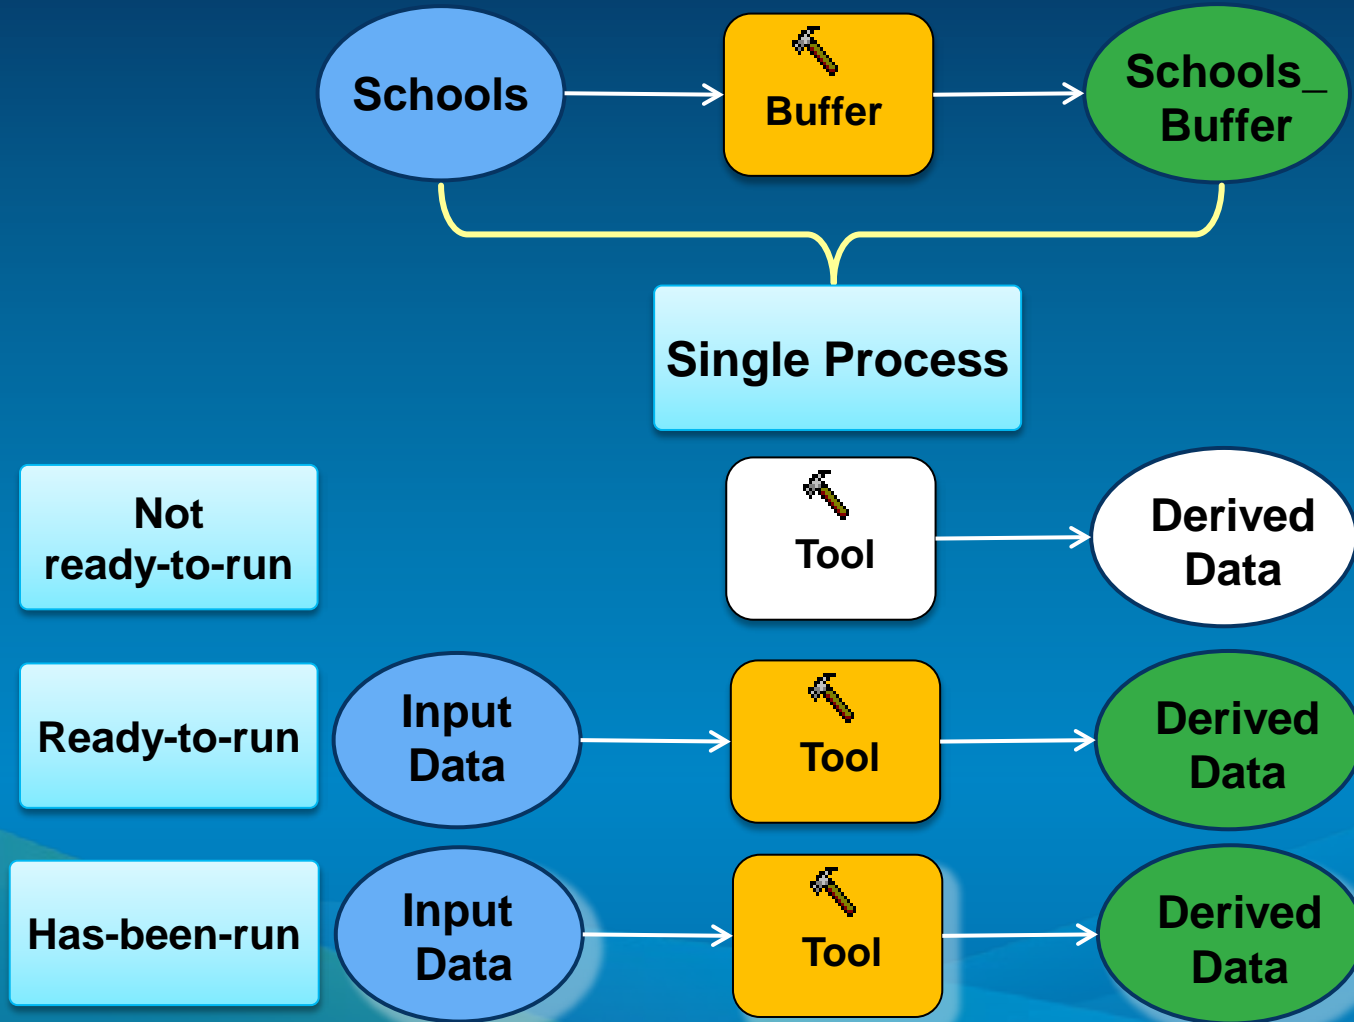 Schools
Buffer
Schools_
Buffer
Single Process
Not
ready-to-run
Tool
Derived
Data
Ready-to-run
Input
Data
Tool
Derived
Data
Has-been-run
Input
Data
Tool
Derived
Data